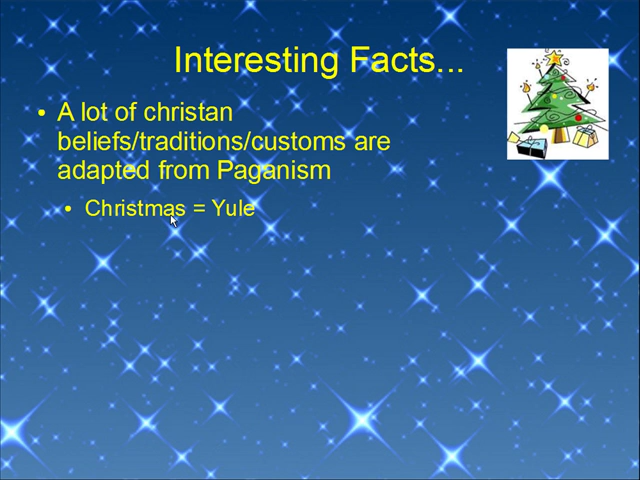 Interesting Facts...
• A lot of christan
beliefs/traditions/customs are
adapted from Paganism
• Christmas = Yule